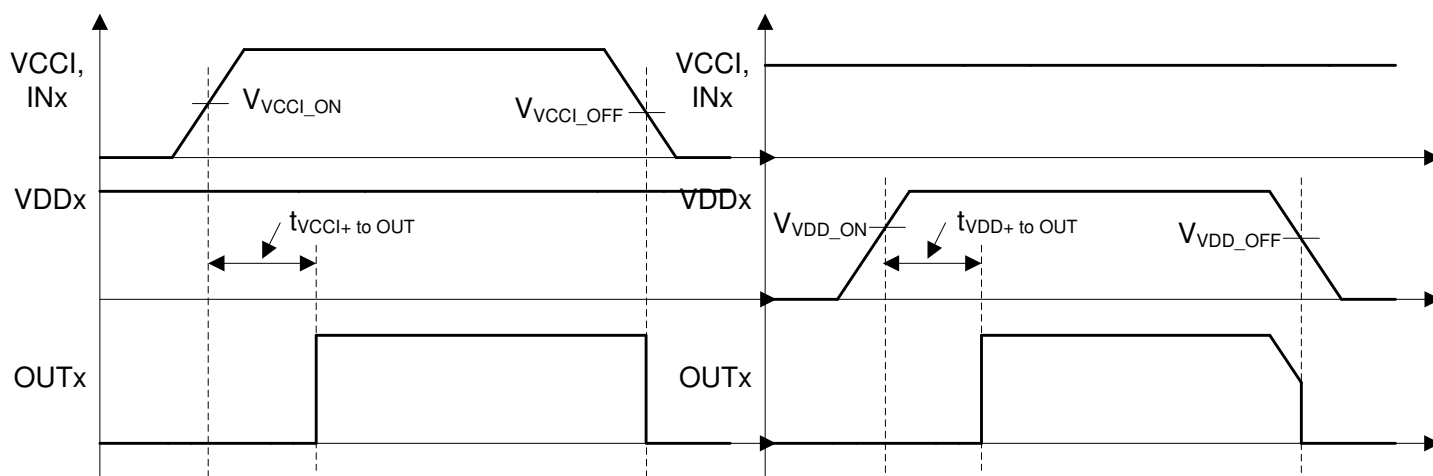 VCCI,
INx
VVCCI_ON
VVCCI_OFF
VDDx
tVCCI+ to OUT
OUTx
VCCI,
INx
VDDx
VVDD_ON
tVDD+ to OUT
VVDD_OFF
OUTx